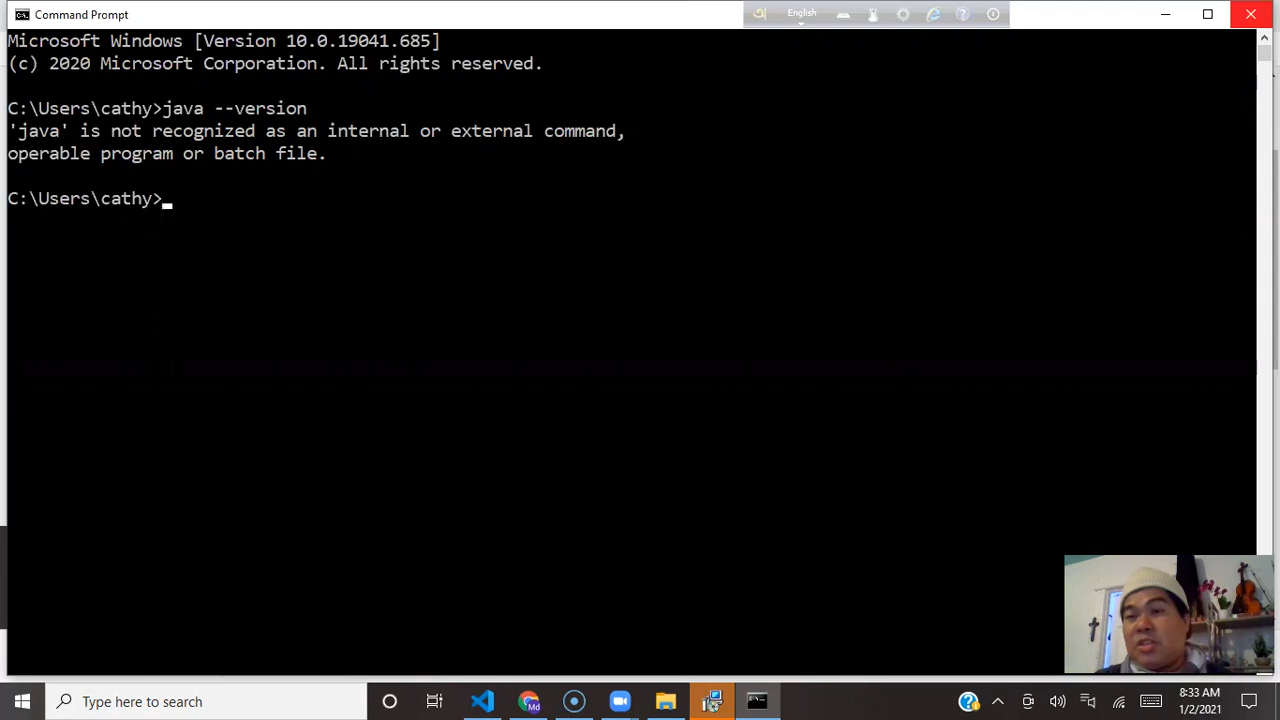 Command Prompt
English
Microsoft Windows [Version 10.0.19041.685]
(c) 2020 Microsoft Corporation. All rights reserved.
C:\Users\cathy>java --version
'java' is not recognized as an internal or external command,
operable program or batch file.
C:\Users\cathy>
Type here to search
Md
8:33 AM
1/2/2021